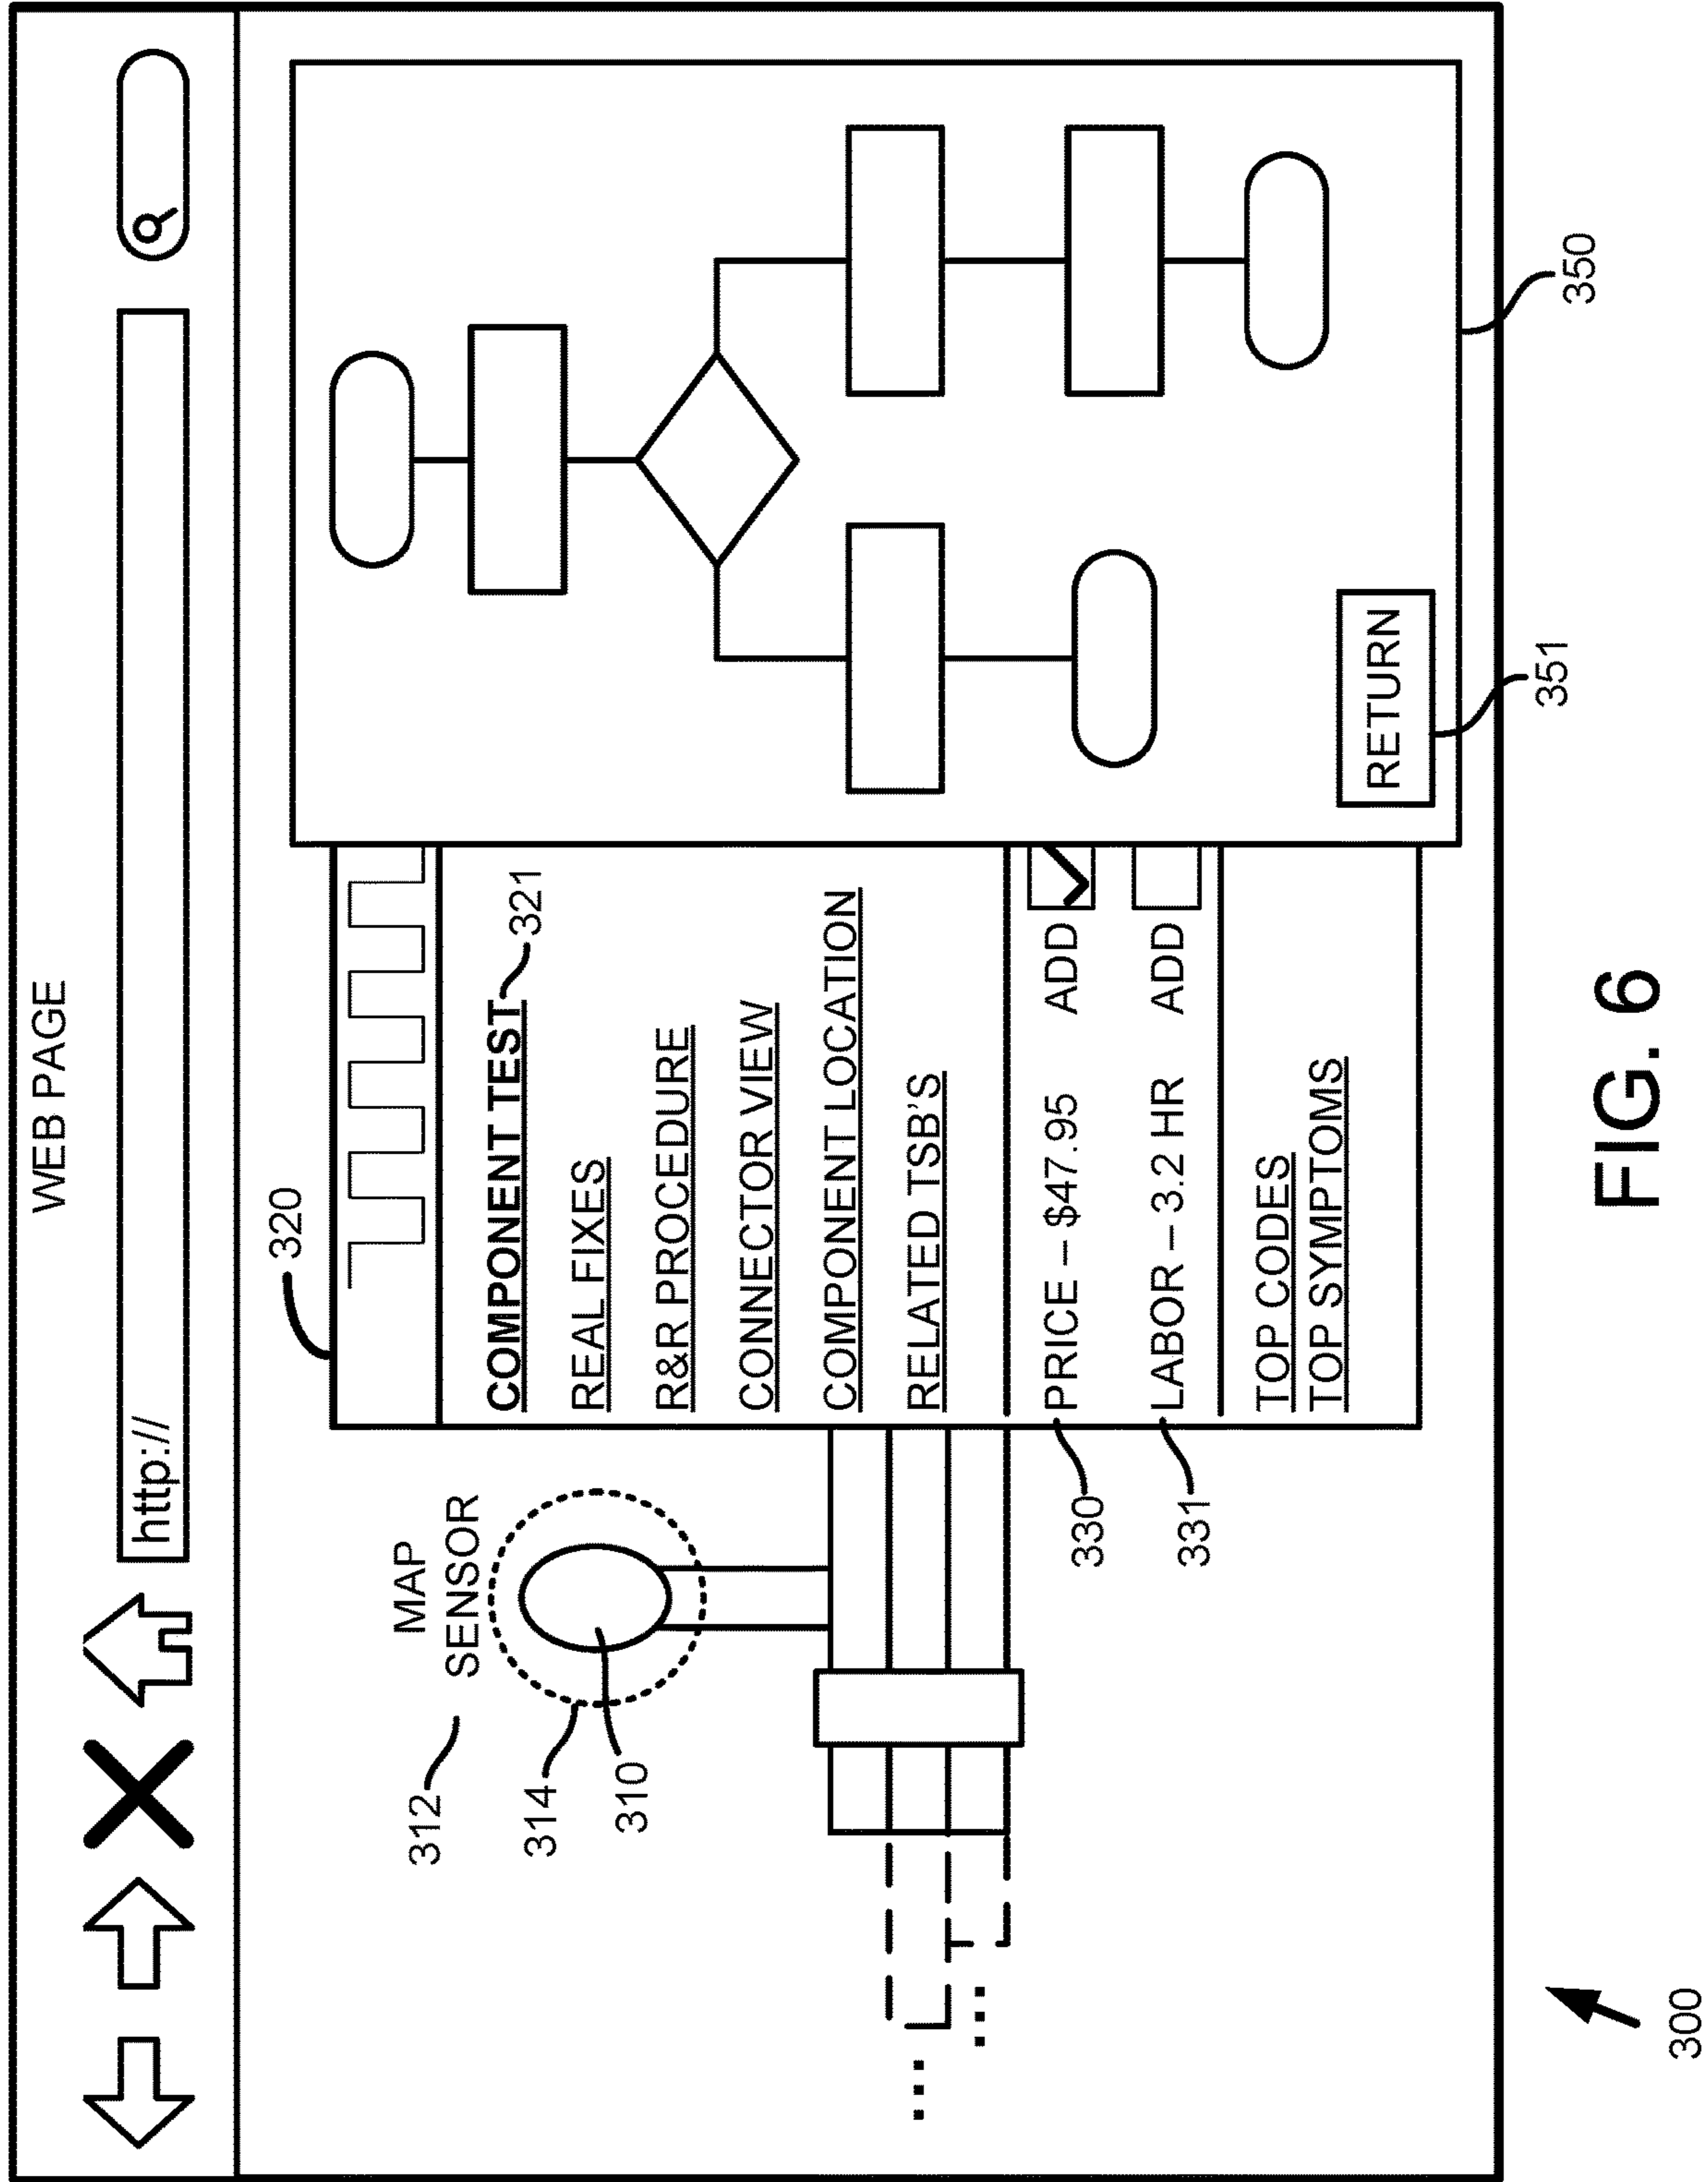 WEB PAGE
http://
320
MAP
SENSOR
312
314
310
COMPONENT TEST
321
REAL FIXES
R&R PROCEDURE
CONNECTOR VIEW
COMPONENT LOCATION
RELATED TSB'S
330
PRICE – $47.95 ADD
331
LABOR – 3.2 HR ADD
TOP CODES
TOP SYMPTOMS
RETURN
351
350
300
FIG. 6